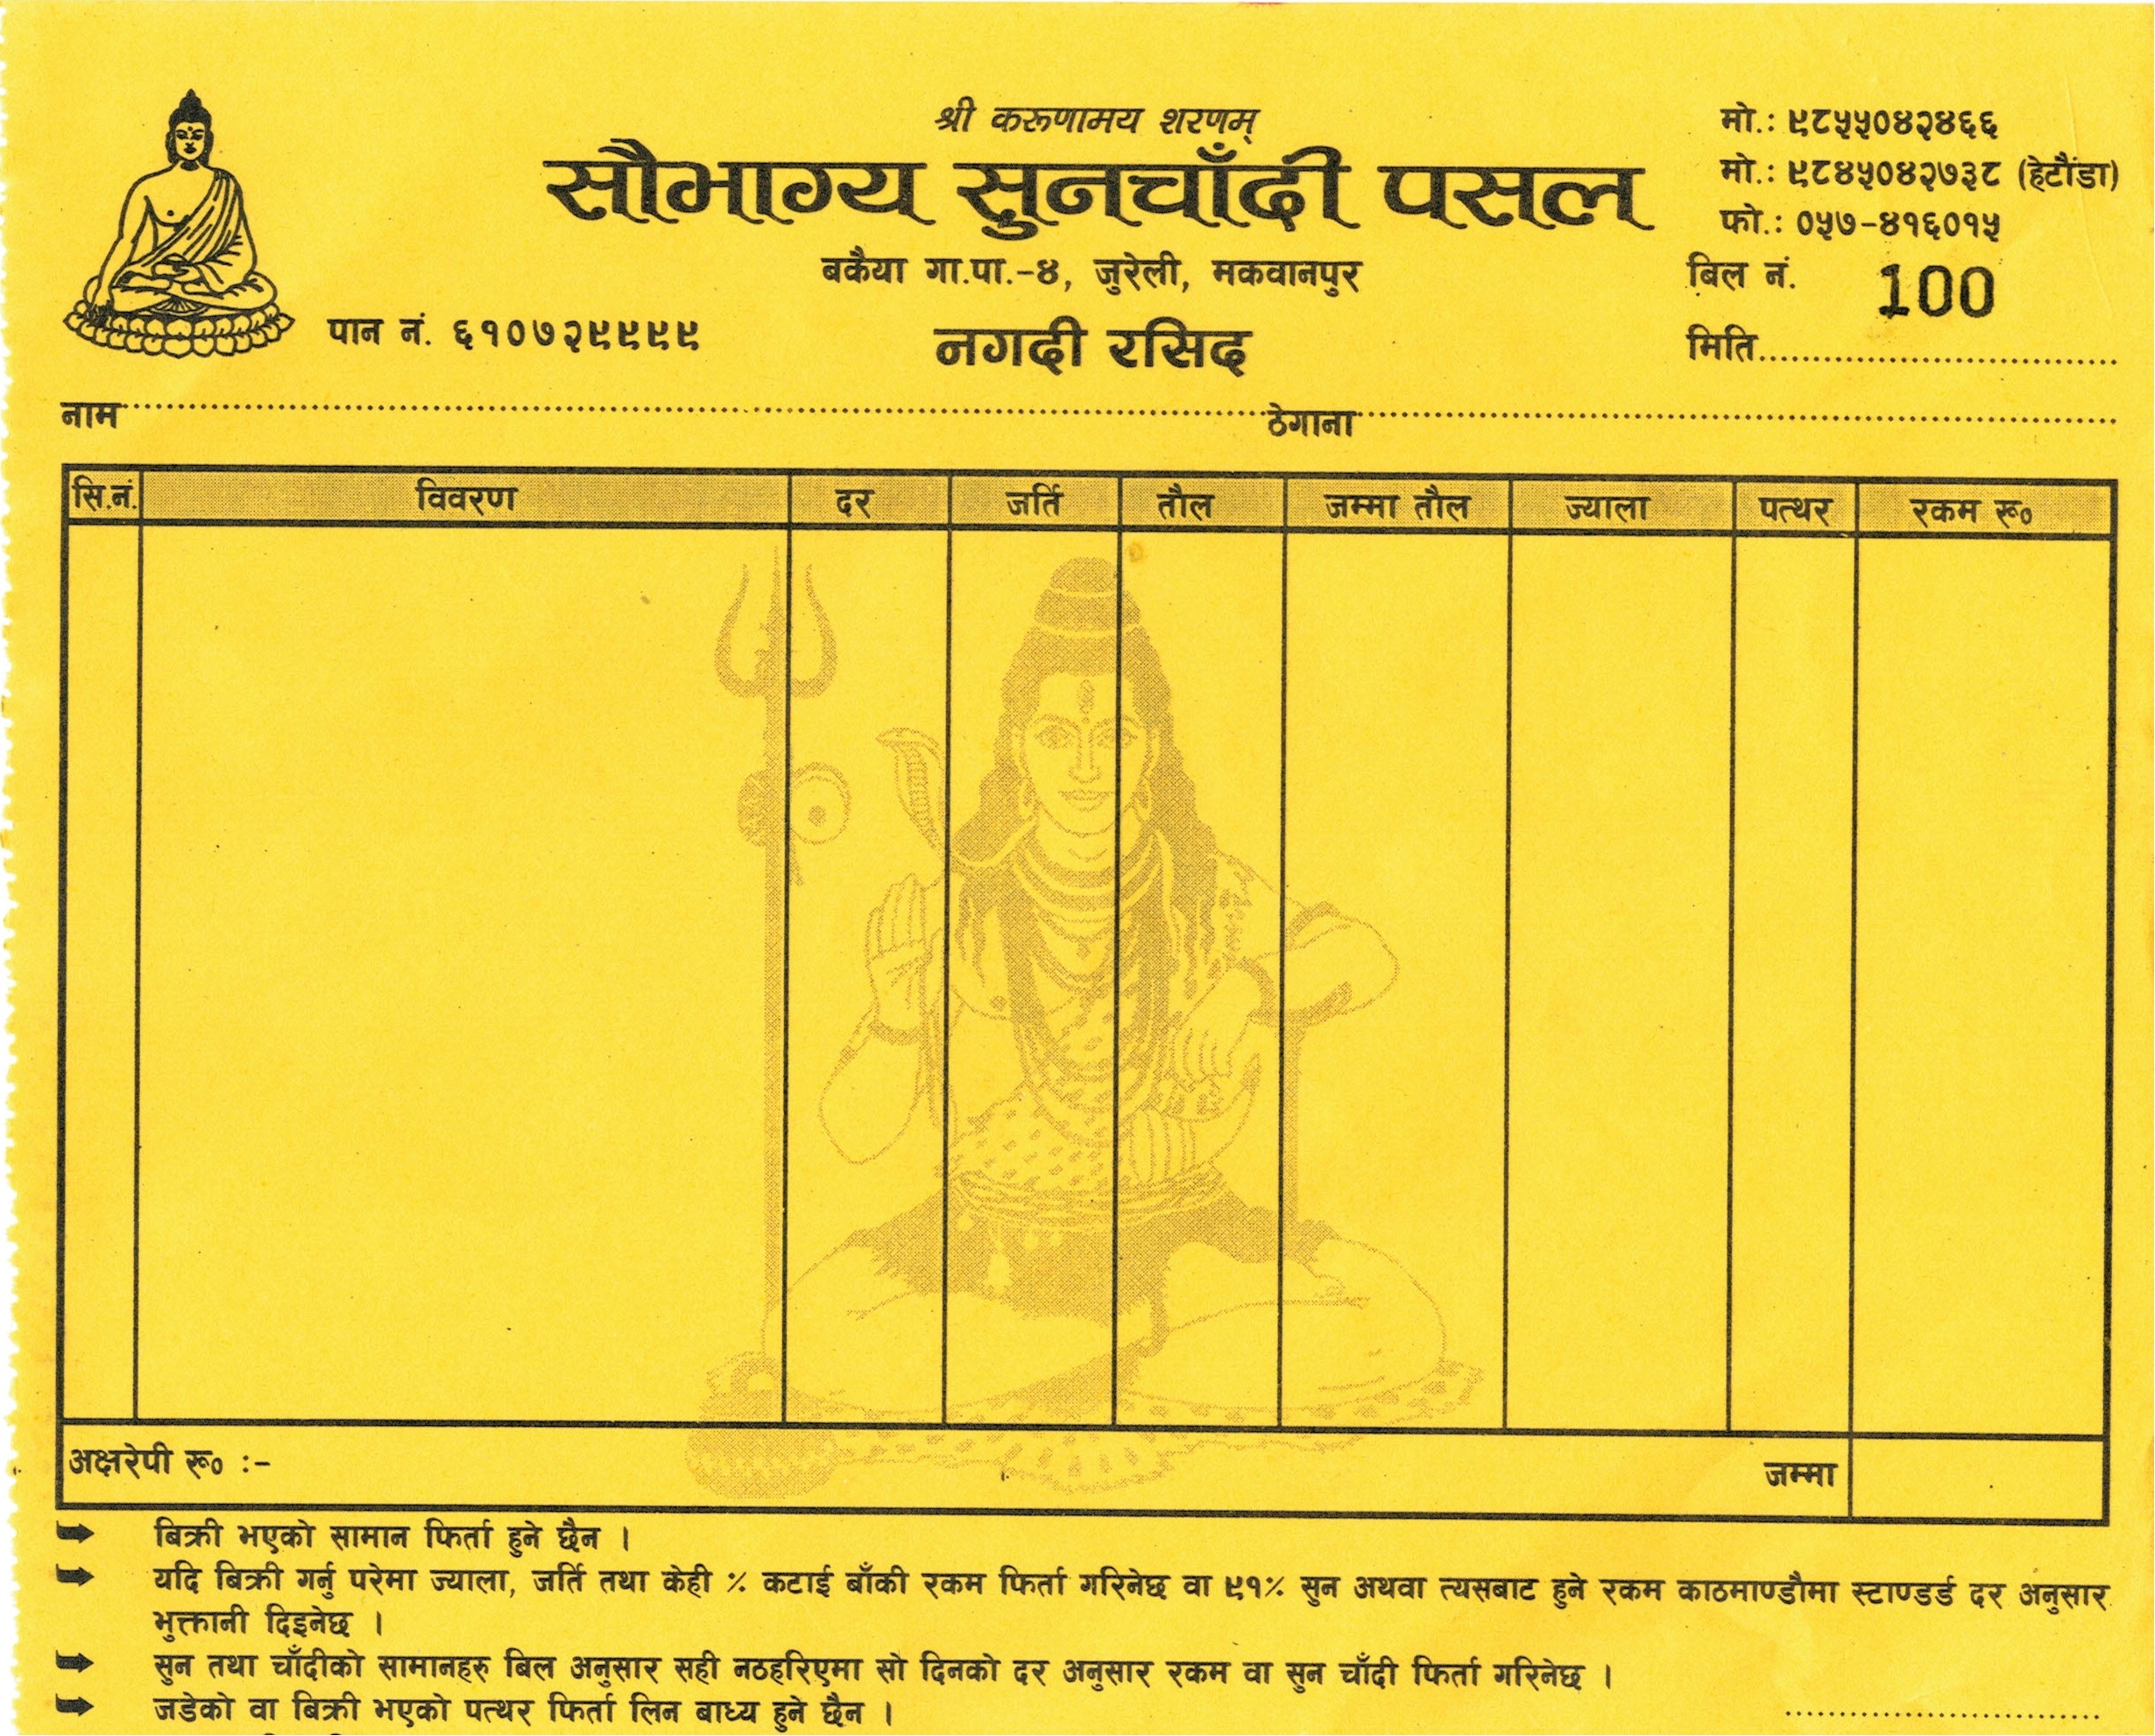 श्री करूणामय शरणम्
मो.: ९८५५०४२४६६
सौभाग्य सुनचाँदी पसल
मो.: ९८४५०४२७३८ (हेटौंडा)
फो.: ०५७-४१६०१५
बकैया गा.पा.-४, जुरेली, मकवानपुर
बिल नं. 100
पान नं. ६१०७२९९९९
नगदी रसिद
मिति
नाम ठेगाना
सि.नं. विवरण दर जर्ति तौल जम्मा तौल ज्याला पत्थर रकम रू०
अक्षरेपी रू० :- जम्मा
बिक्री भएको सामान फिर्ता हुने छैन ।
यदि बिक्री गर्नु परेमा ज्याला, जर्ति तथा केही % कटाई बाँकी रकम फिर्ता गरिनेछ वा ९१% सुन अथवा त्यसबाट हुने रकम काठमाण्डौमा स्टाण्डर्ड दर अनुसार
भुक्तानी दिइनेछ ।
सुन तथा चाँदीको सामानहरु बिल अनुसार सही नठहरिएमा सो दिनको दर अनुसार रकम वा सुन चाँदी फिर्ता गरिनेछ ।
जडेको वा बिक्री भएको पत्थर फिर्ता लिन बाध्य हुने छैन ।